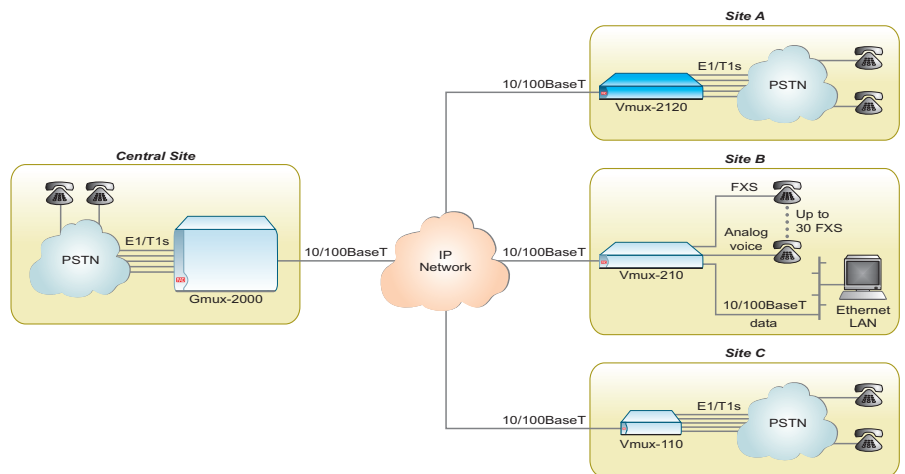 Central Site
E1/T1s
PSTN
Gmux-2000
10/100BaseT
IP
Network
Site A
10/100BaseT
Vmux-2120
E1/T1s
PSTN
Site B
10/100BaseT
Vmux-210
FXS
Up to
30 FXS
Analog
voice
10/100BaseT
data
Ethernet
LAN
Site C
10/100BaseT
Vmux-110
E1/T1s
PSTN